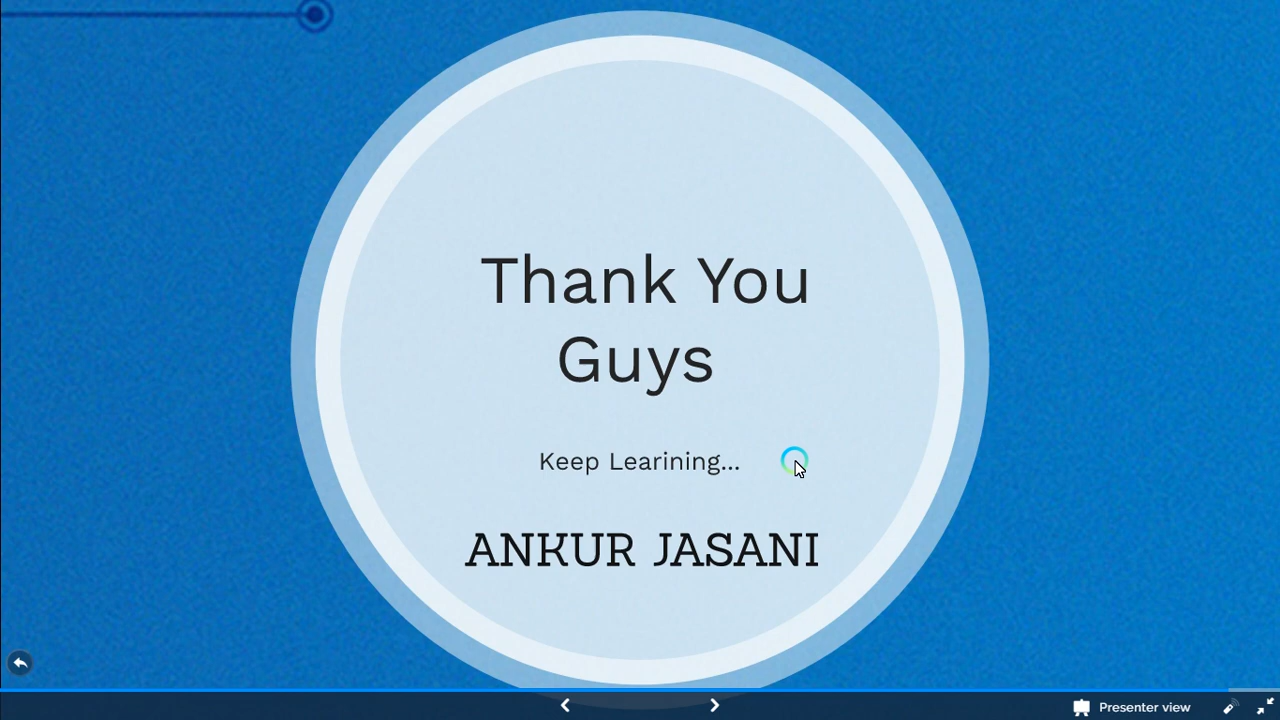 Thank You
Guys
Keep Learining...
ANKUR JASANI
Presenter view